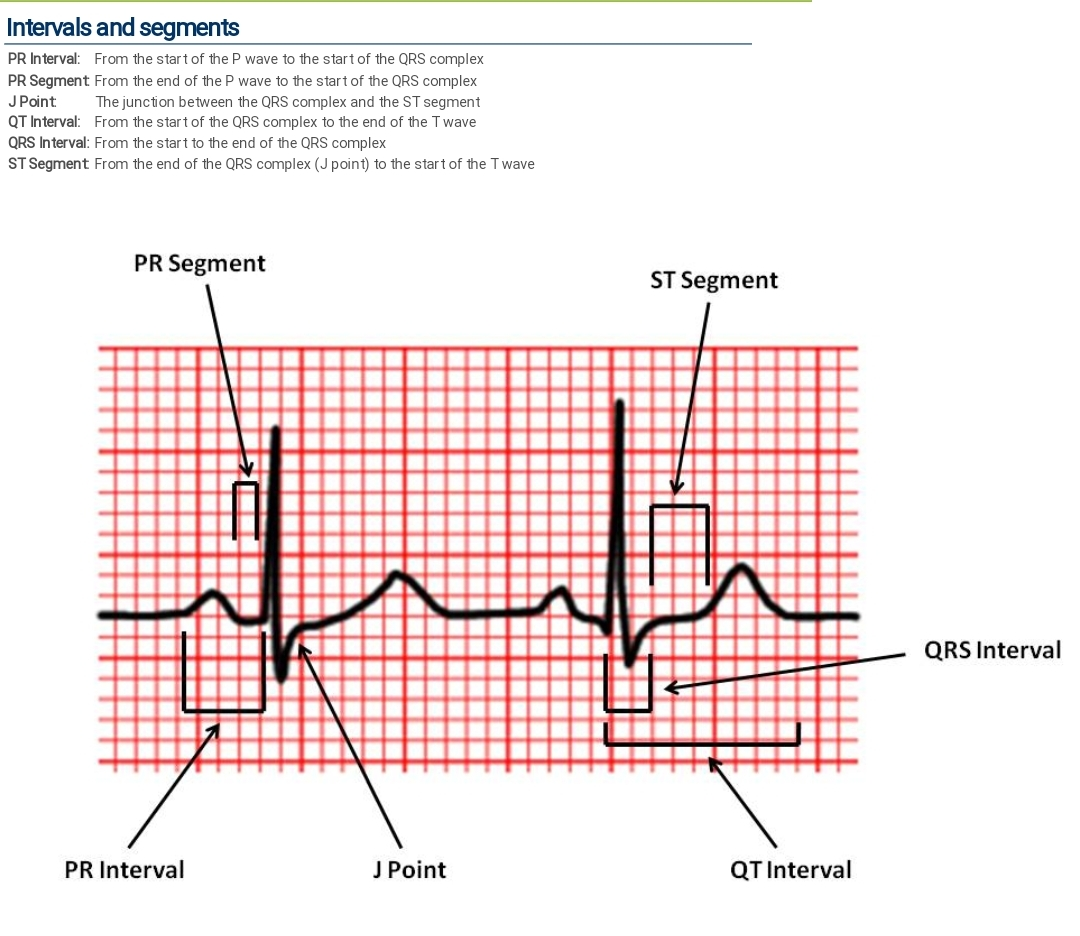 Intervals and segments
PR Interval: From the start of the P wave to the start of the QRS complex
PR Segment: From the end of the P wave to the start of the QRS complex
J Point: The junction between the QRS complex and the ST segment
QT Interval: From the start of the QRS complex to the end of the T wave
QRS Interval: From the start to the end of the QRS complex
ST Segment: From the end of the QRS complex (J point) to the start of the T wave
PR Segment
ST Segment
QRS Interval
PR Interval
J Point
QT Interval